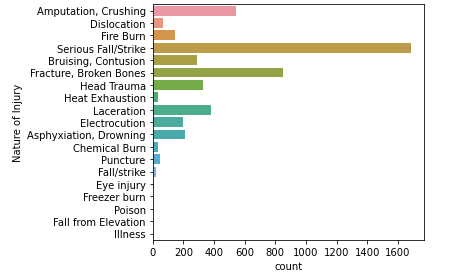 Amputation, Crushing
Dislocation
Fire Burn
Serious Fall/Strike
Bruising, Contusion
Fracture, Broken Bones
Head Trauma
Heat Exhaustion
Laceration
Electrocution
Asphyxiation, Drowning
Chemical Burn
Puncture
Fall/strike
Eye injury
Freezer burn
Poison
Fall from Elevation
Illness
Nature of Injury
0 200 400 600 800 1000 1200 1400 1600
count